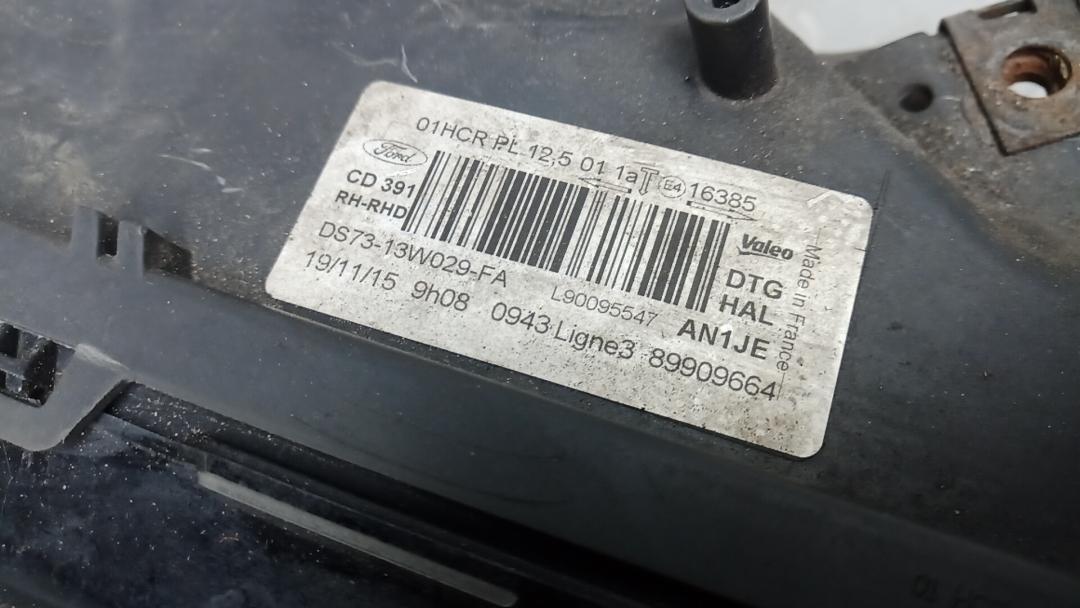 01HCR PL 12,5 01 1a E4 16385
Ford
CD 391
RH-RHD
Valeo
DTG
HAL
AN1JE
Made in France
DS73-13W029-FA
L90095547
19/11/15 9h08 0943 Ligne3 89909664